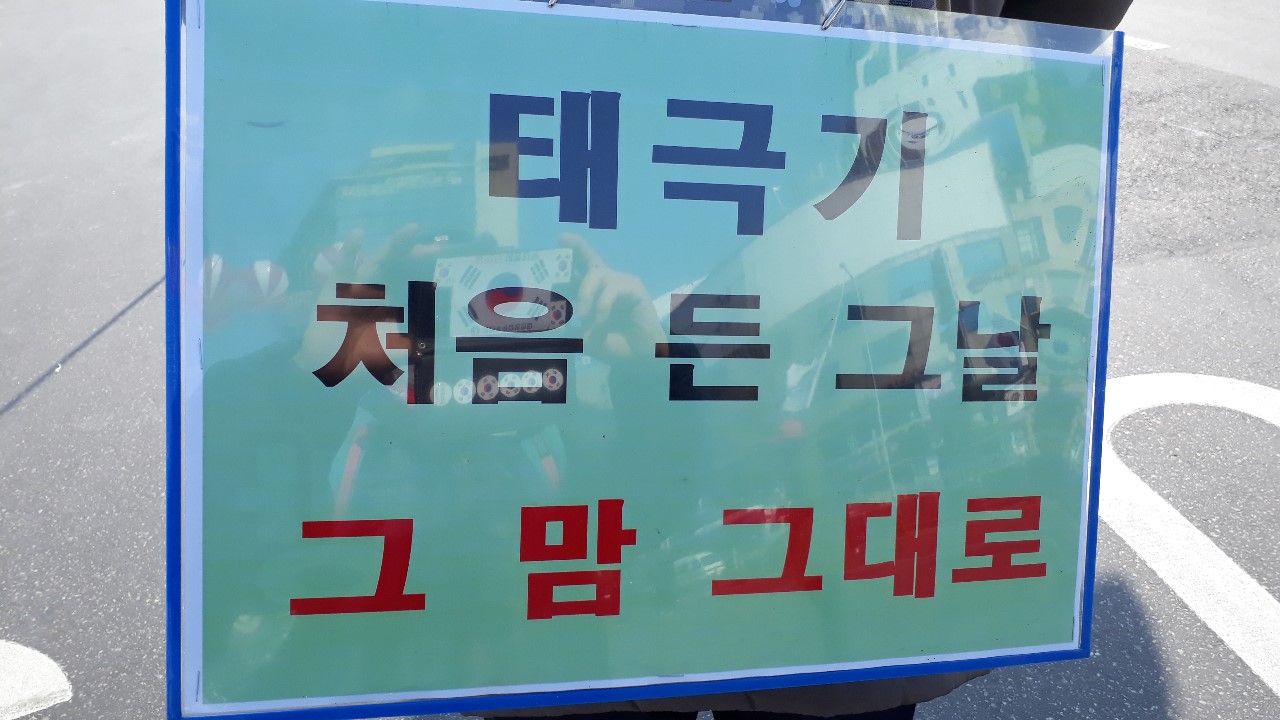 태극기
처음 든 그날
그 맘 그대로